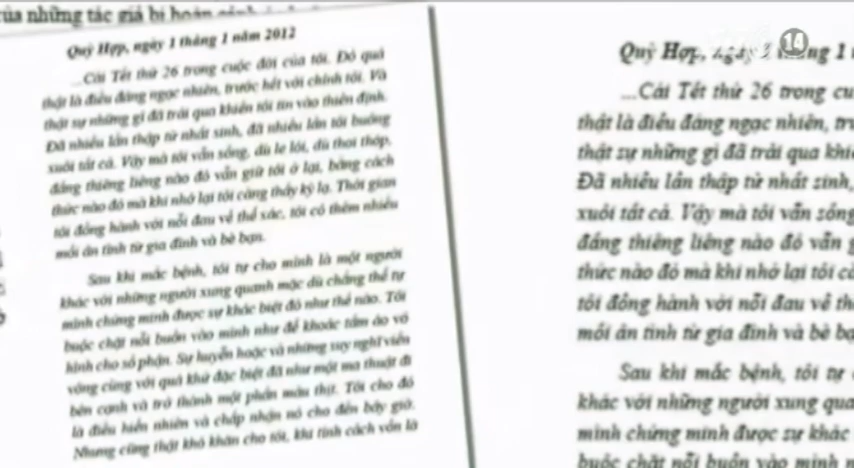 của những tác giả bị hoàn
Quỳ Hợp, ngày 1 tháng 1 năm 2012
...Cái Tết thứ 26 trong cuộc đời của tôi. Đó quả
thật là điều đáng ngạc nhiên, trước hết với chính tôi. Và
thật sự những gì đã trải qua khiến tôi tin vào thiên định.
Đã nhiều lần thập tử nhất sinh, đã nhiều lần tôi buông
xuôi tất cả. Vậy mà tôi vẫn sống, dù le lói, dù thoi thóp,
đấng thiêng liêng nào đó vẫn giữ tôi ở lại, bằng cách
thức nào đó mà khi nhớ lại tôi càng thấy kỳ lạ. Thời gian
tôi đồng hành với nỗi đau về thể xác, tôi có thêm nhiều
mối ân tình từ gia đình và bè bạn.
Sau khi mắc bệnh, tôi tự cho mình là một người
khác với những người xung quanh mặc dù chẳng thể tự
mình chứng minh được sự khác biệt đó như thế nào. Tôi
buộc chặt nỗi buồn vào mình như để khoác tấm áo vô
hình cho số phận. Sự huyễn hoặc và những suy nghĩ viển
vông cùng với quá khứ đặc biệt đã như một ma thuật đi
bên cạnh và trở thành một phần máu thịt. Tôi cho đó
là điều hiển nhiên và chấp nhận nó cho đến bây giờ.
Nhưng cũng thật khó khăn cho tôi, khi tính cách vốn là
14
Quỳ Hợp, ngày 1 tháng 1
...Cái Tết thứ 26 trong cu
thật là điều đáng ngạc nhiên, trư
thật sự những gì đã trải qua khi
Đã nhiều lần thập tử nhất sinh,
xuôi tất cả. Vậy mà tôi vẫn sống
đấng thiêng liêng nào đó vẫn g
thức nào đó mà khi nhớ lại tôi cà
tôi đồng hành với nỗi đau về th
mối ân tình từ gia đình và bè bạ
Sau khi mắc bệnh, tôi tự
khác với những người xung qua
mình chứng minh được sự khác
buộc chặt nỗi buồn vào mình n